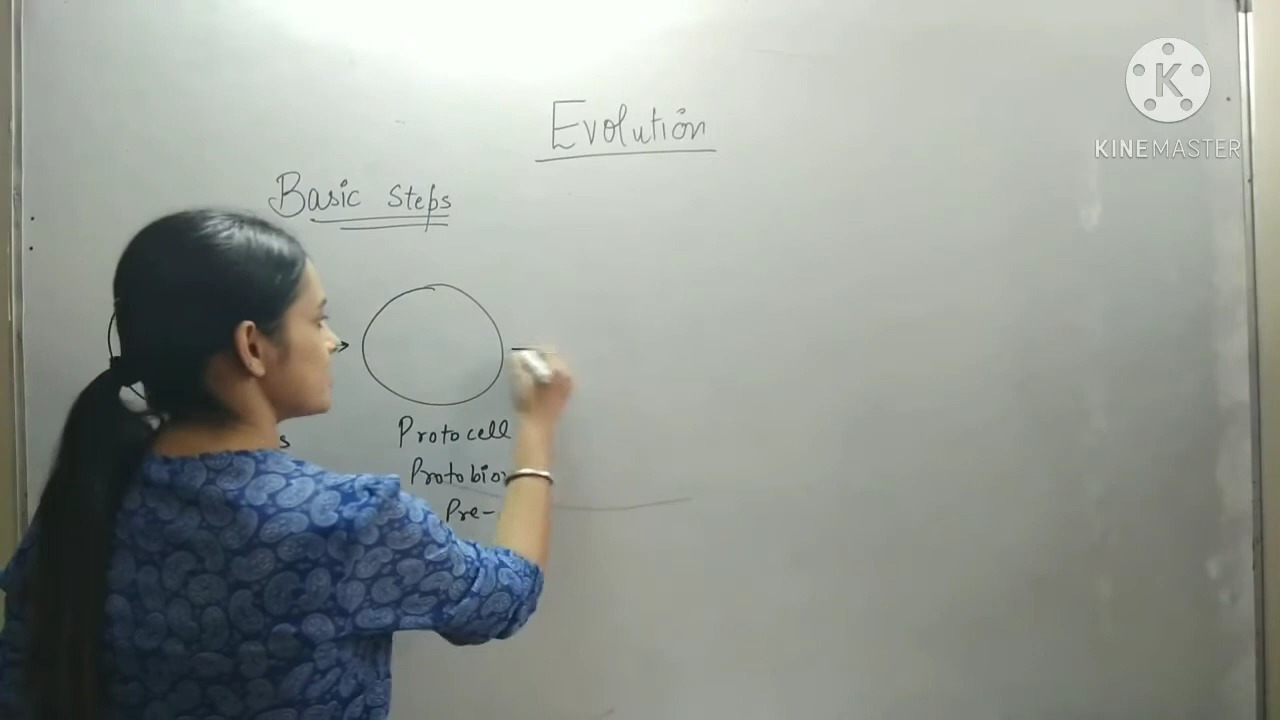 Evolution
Basic Steps
Protocell
Pre-
K
KINEMASTER